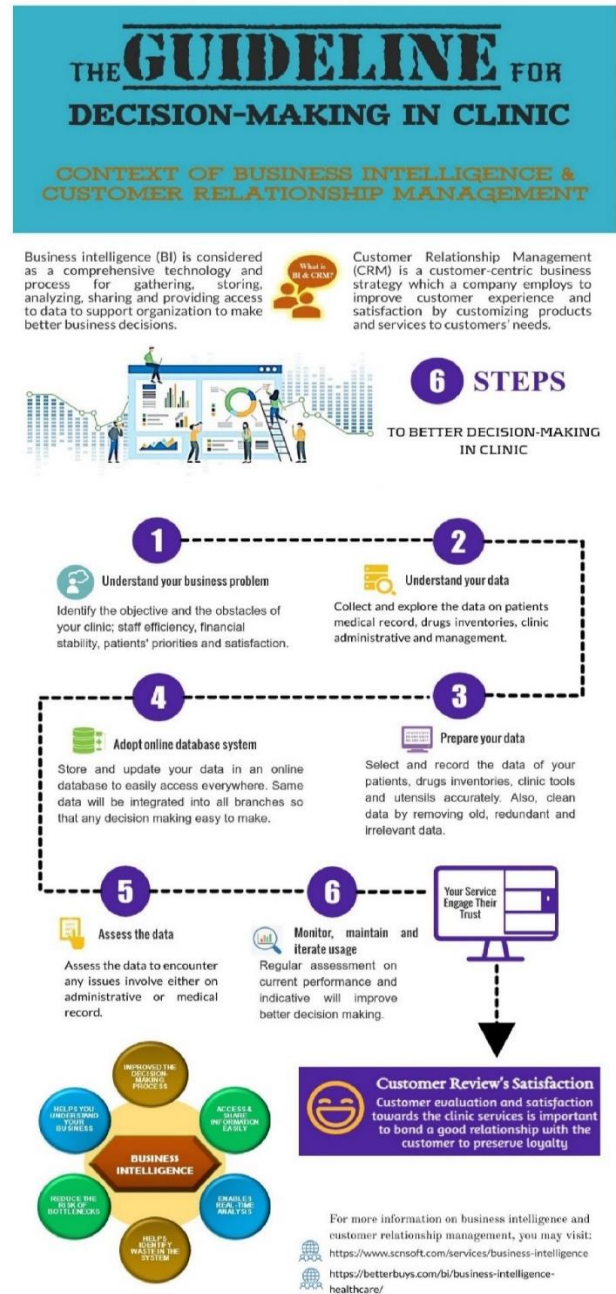 THE GUIDELINE FOR
DECISION-MAKING IN CLINIC
CONTEXT OF BUSINESS INTELLIGENCE &
CUSTOMER RELATIONSHIP MANAGEMENT
Business intelligence (BI) is considered
as a comprehensive technology and
process for gathering, storing,
analyzing, sharing and providing access
to data to support organization to make
better business decisions.
What is
BI & CRM?
Customer Relationship Management
(CRM) is a customer-centric business
strategy which a company employs to
improve customer experience and
satisfaction by customizing products
and services to customers' needs.
6 STEPS
TO BETTER DECISION-MAKING
IN CLINIC
1
Understand your business problem
Identify the objective and the obstacles of
your clinic; staff efficiency, financial
stability, patients' priorities and satisfaction.
2
Understand your data
Collect and explore the data on patients
medical record, drugs inventories, clinic
administrative and management.
3
Prepare your data
Select and record the data of your
patients, drugs inventories, clinic tools
and utensils accurately. Also, clean
data by removing old, redundant and
irrelevant data.
4
Adopt online database system
Store and update your data in an online
database to easily access everywhere. Same
data will be integrated into all branches so
that any decision making easy to make.
5
Assess the data
Assess the data to encounter
any issues involve either on
administrative or medical
record.
6
Monitor, maintain and
iterate usage
Regular assessment on
current performance and
indicative will improve
better decision making.
Your Service
Engage Their
Trust
Customer Review's Satisfaction
Customer evaluation and satisfaction
towards the clinic services is important
to bond a good relationship with the
customer to preserve loyalty
IMPROVED THE
DECISION-
MAKING
PROCESS
HELPS YOU
UNDERSTAND
YOUR
BUSINESS
ACCESS &
SHARE
INFORMATION
EASILY
BUSINESS
INTELLIGENCE
REDUCE THE
RISK OF
BOTTLENECKS
ENABLES
REAL-TIME
ANALYSIS
HELPS
IDENTIFY
WASTE IN THE
SYSTEM
For more information on business intelligence and
customer relationship management, you may visit:
https://www.scnsoft.com/services/business-intelligence
https://betterbuys.com/bi/business-intelligence-
healthcare/